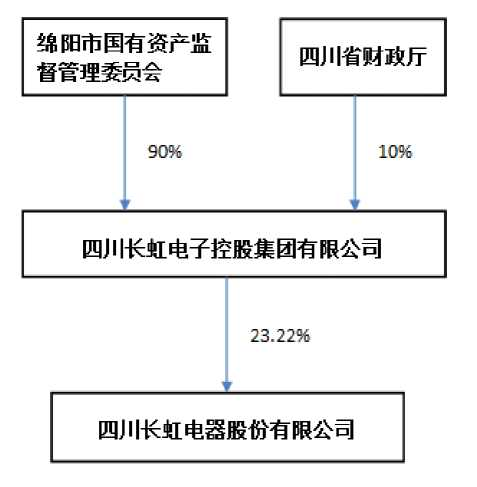 绵阳市国有资产监
督管理委员会
四川省财政厅
90%
10%
四川长虹电子控股集团有限公司
23.22%
四川长虹电器股份有限公司